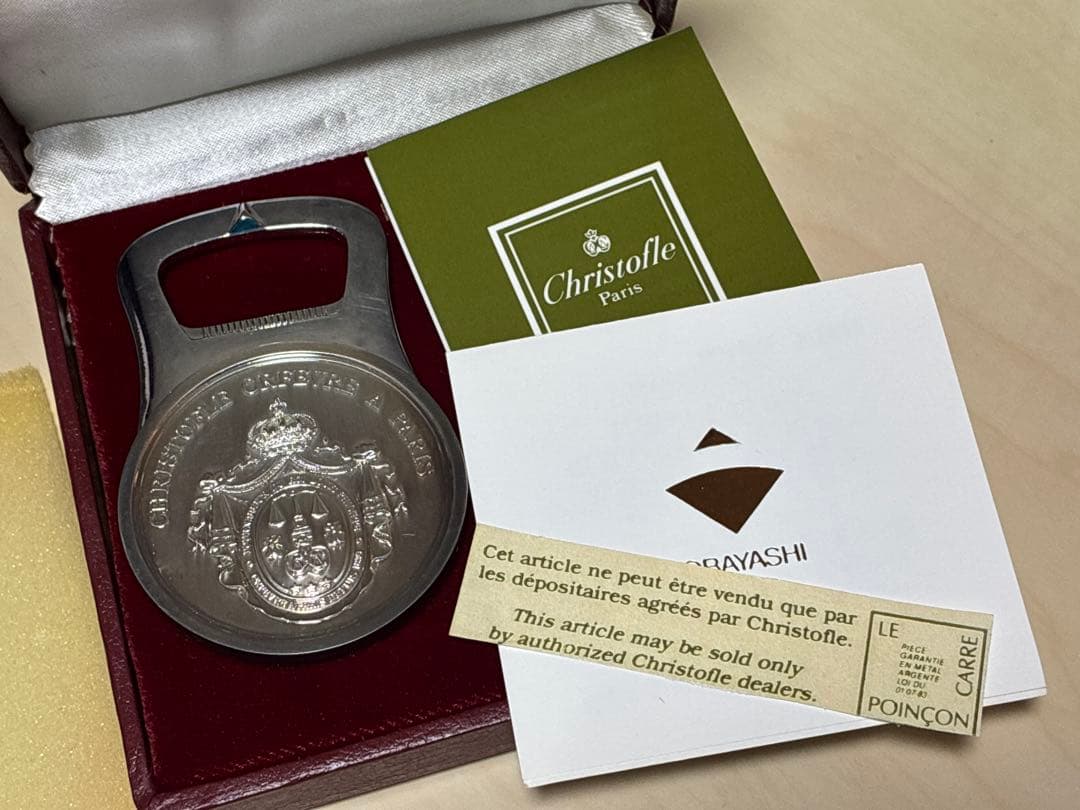 Christofle
Paris
CHRISTOFLE ORFEVRE A PARIS
OBAYASHI
Cet article ne peut être vendu que par
les dépositaires agréés par Christofle.
This article may be sold only
by authorized Christofle dealers.
LE
PIECE
GARANTIE
EN METAL
ARGENTE
LOI DU
01·07·83
CARRE
POINÇON